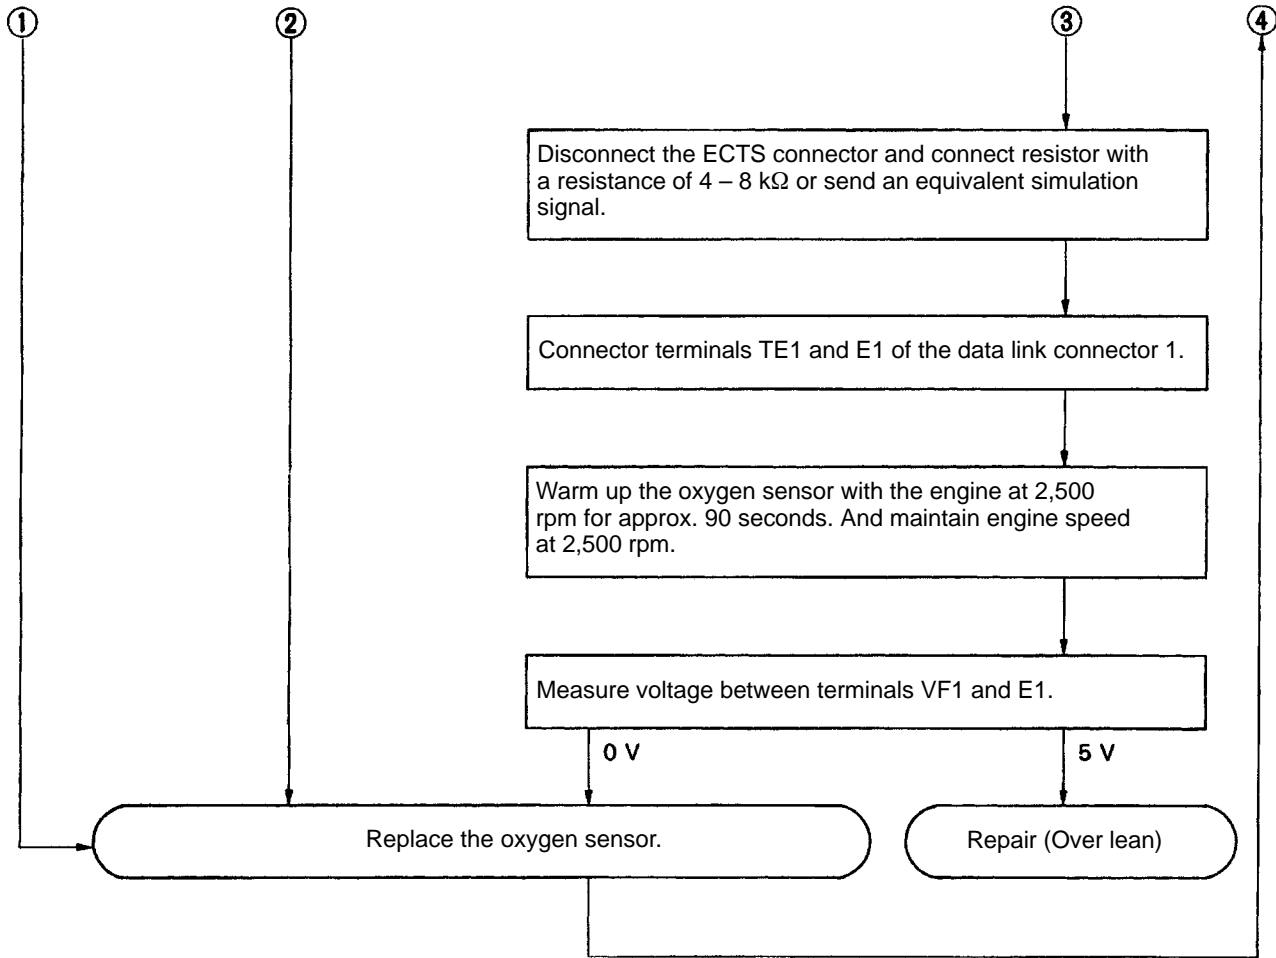 ① ② ③ ④
Disconnect the ECTS connector and connect resistor with
a resistance of 4 – 8 kΩ or send an equivalent simulation
signal.
Connector terminals TE1 and E1 of the data link connector 1.
Warm up the oxygen sensor with the engine at 2,500
rpm for approx. 90 seconds. And maintain engine speed
at 2,500 rpm.
Measure voltage between terminals VF1 and E1.
0 V 5 V
Replace the oxygen sensor. Repair (Over lean)